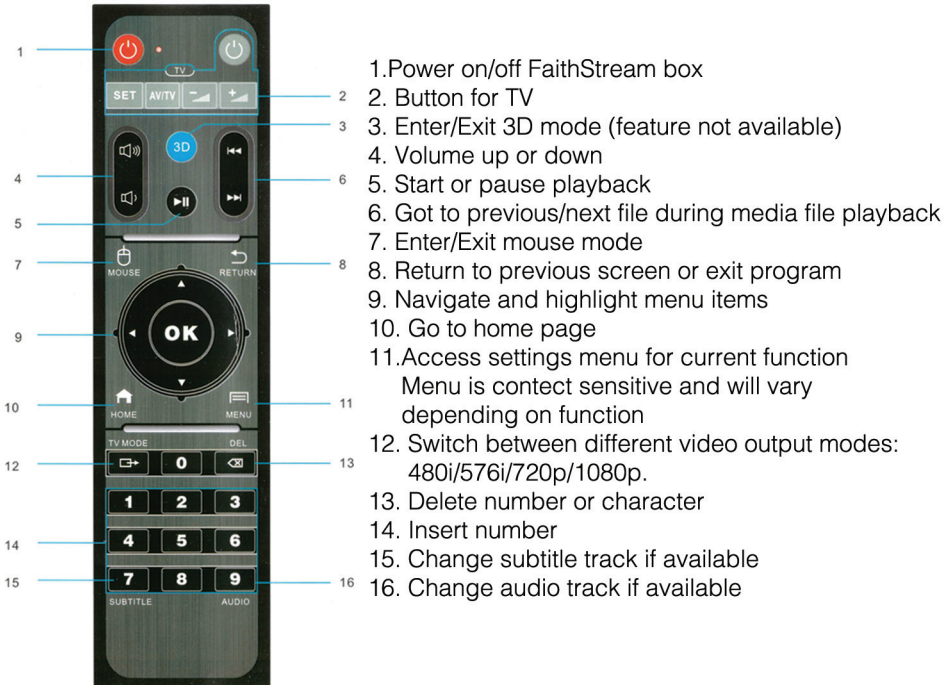 1
TV
SET AV/TV - +
2
3
3D
4
6
5
7
MOUSE
8
RETURN
9
OK
10
HOME
11
MENU
TV MODE DEL
12
0
13
1 2 3
14
4 5 6
15
7 8 9
16
SUBTITLE AUDIO
1.Power on/off FaithStream box
2. Button for TV
3. Enter/Exit 3D mode (feature not available)
4. Volume up or down
5. Start or pause playback
6. Got to previous/next file during media file playback
7. Enter/Exit mouse mode
8. Return to previous screen or exit program
9. Navigate and highlight menu items
10. Go to home page
11.Access settings menu for current function
Menu is contect sensitive and will vary
depending on function
12. Switch between different video output modes:
480i/576i/720p/1080p.
13. Delete number or character
14. Insert number
15. Change subtitle track if available
16. Change audio track if available